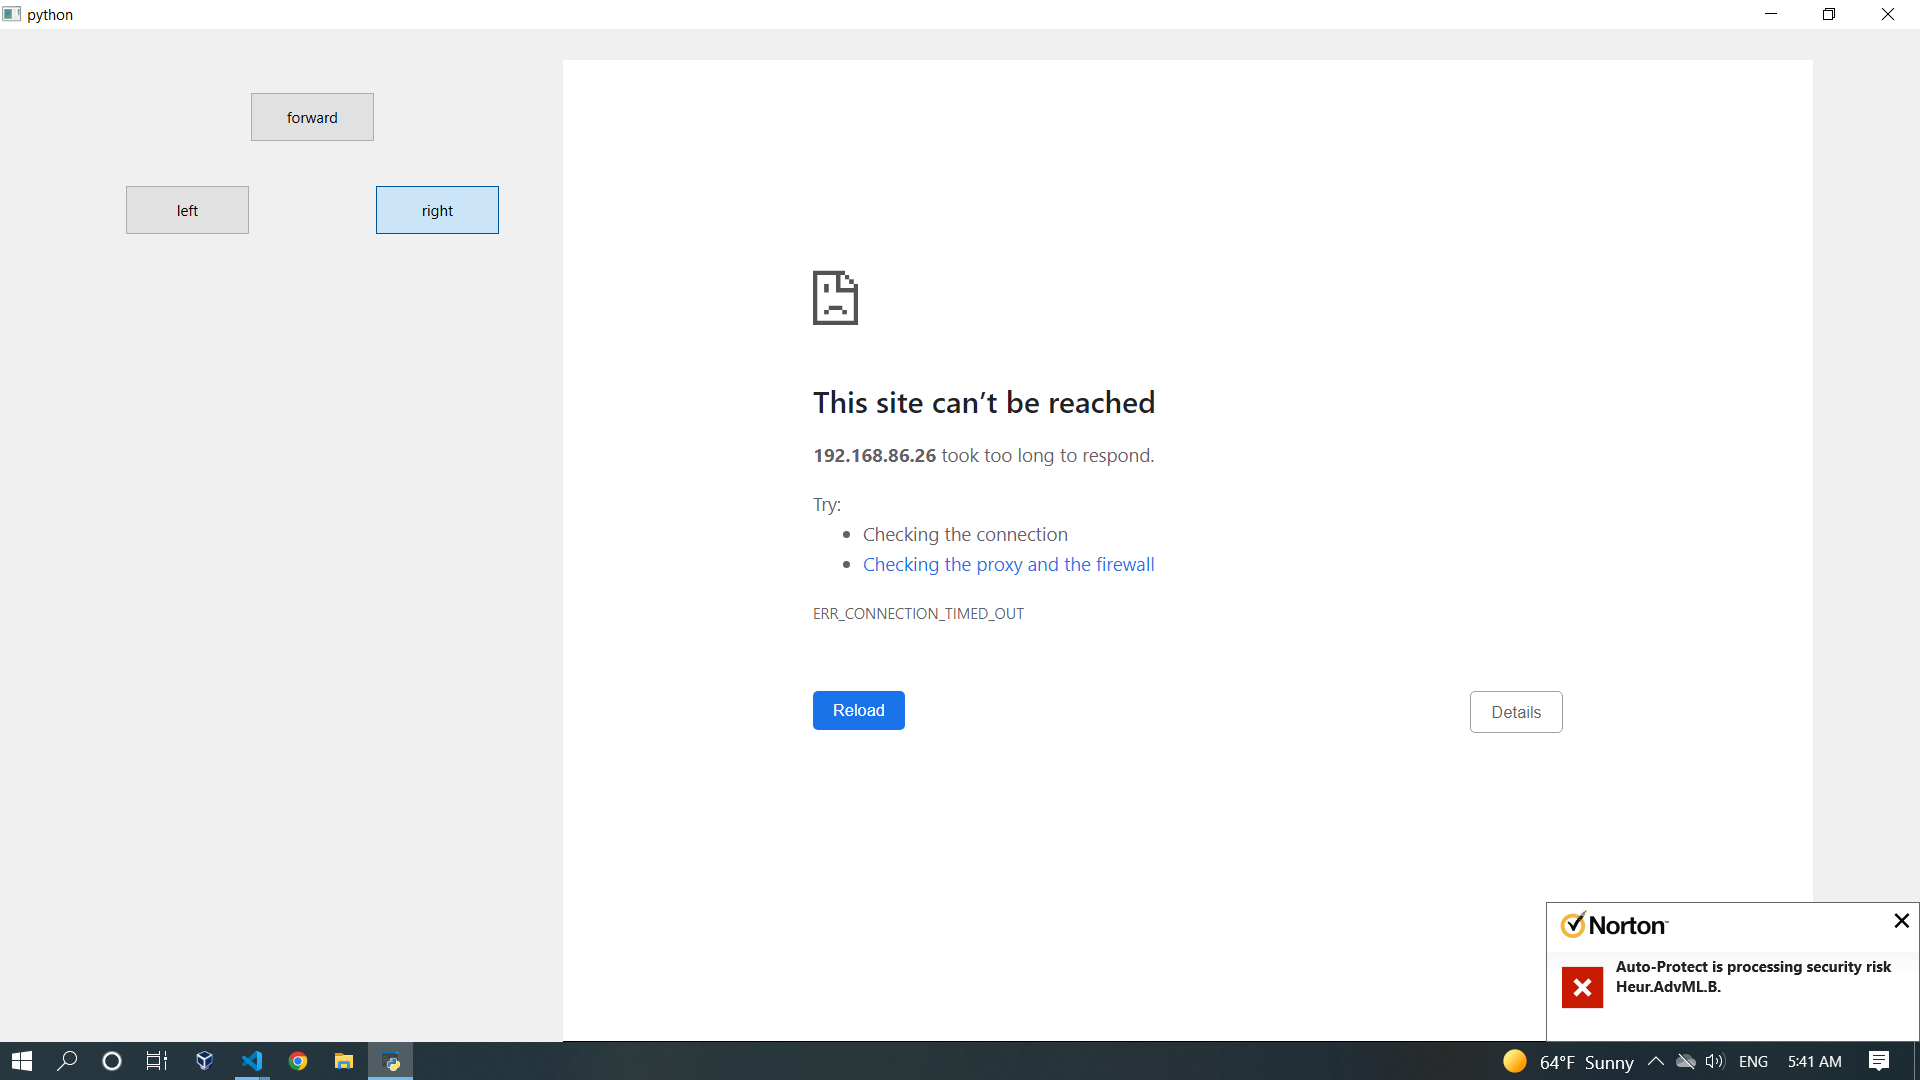 python
forward
left
right
This site can’t be reached
192.168.86.26 took too long to respond.
Try:
Checking the connection
Checking the proxy and the firewall
ERR_CONNECTION_TIMED_OUT
Reload
Details
Norton™
Auto-Protect is processing security risk
Heur.AdvML.B.
64°F Sunny
ENG
5:41 AM